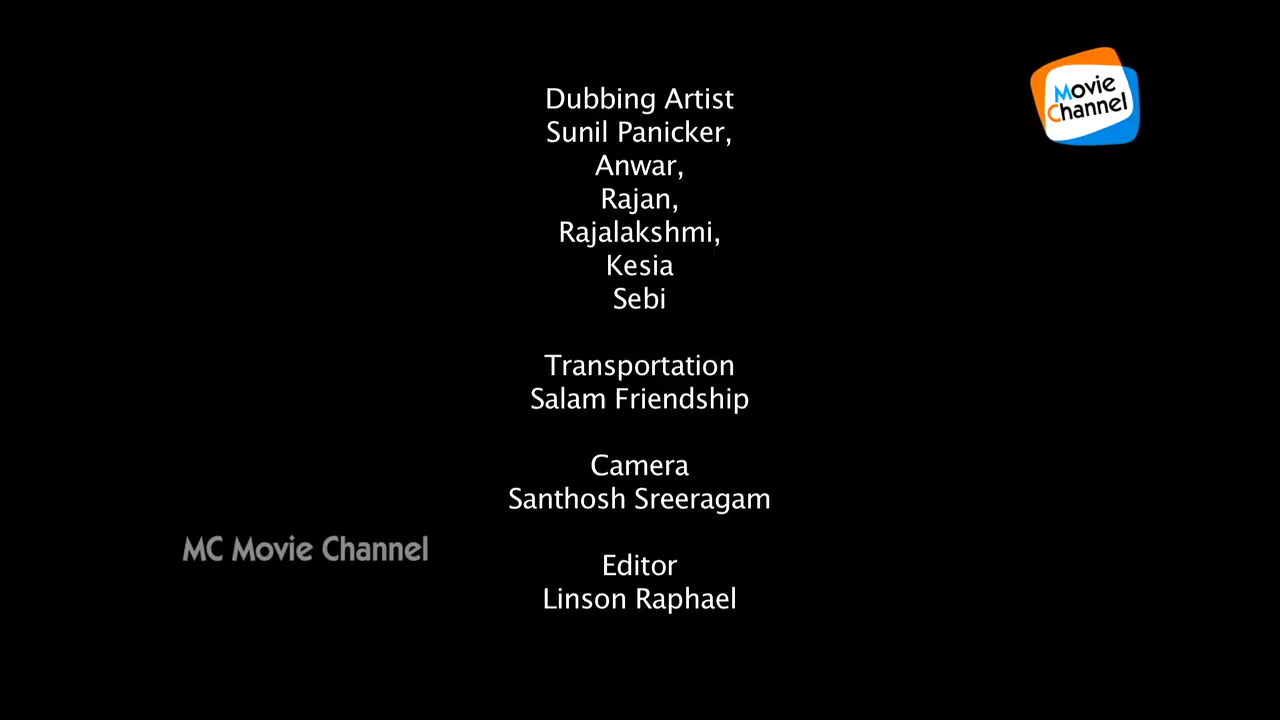 Movie
Channel
Dubbing Artist
Sunil Panicker,
Anwar,
Rajan,
Rajalakshmi,
Kesia
Sebi
Transportation
Salam Friendship
Camera
Santhosh Sreeragam
MC Movie Channel
Editor
Linson Raphael